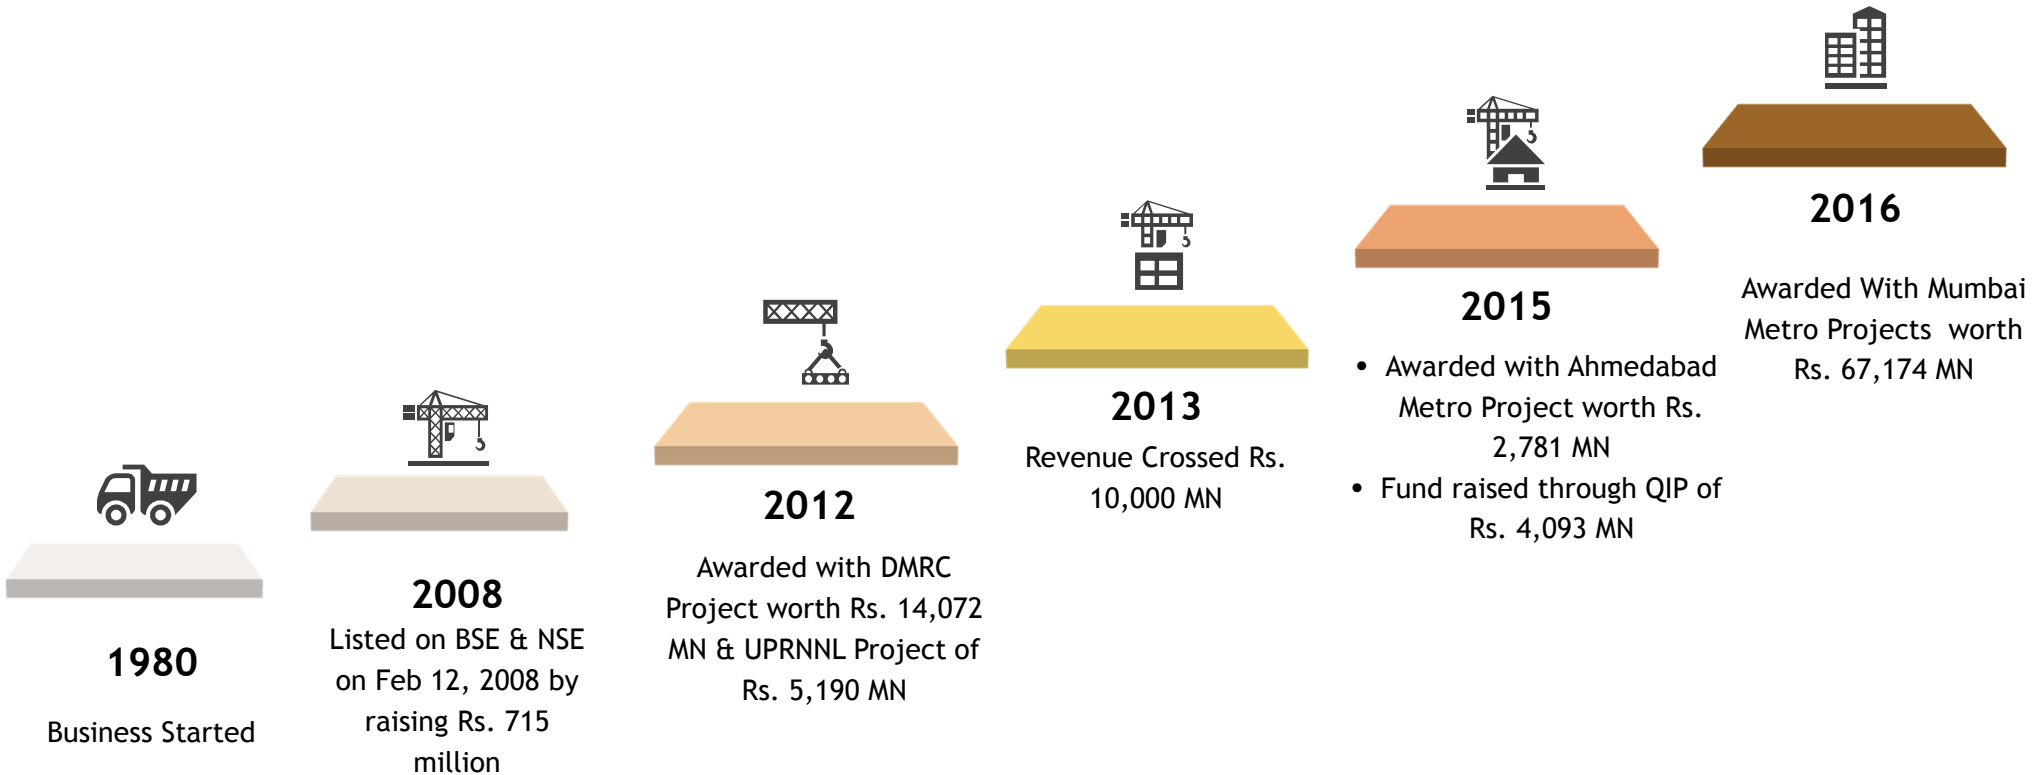 1980
Business Started
2008
Listed on BSE & NSE
on Feb 12, 2008 by
raising Rs. 715
million
2012
Awarded with DMRC
Project worth Rs. 14,072
MN & UPRNNL Project of
Rs. 5,190 MN
2013
Revenue Crossed Rs.
10,000 MN
2015
• Awarded with Ahmedabad
Metro Project worth Rs.
2,781 MN
• Fund raised through QIP of
Rs. 4,093 MN
2016
Awarded With Mumbai
Metro Projects  worth
Rs. 67,174 MN